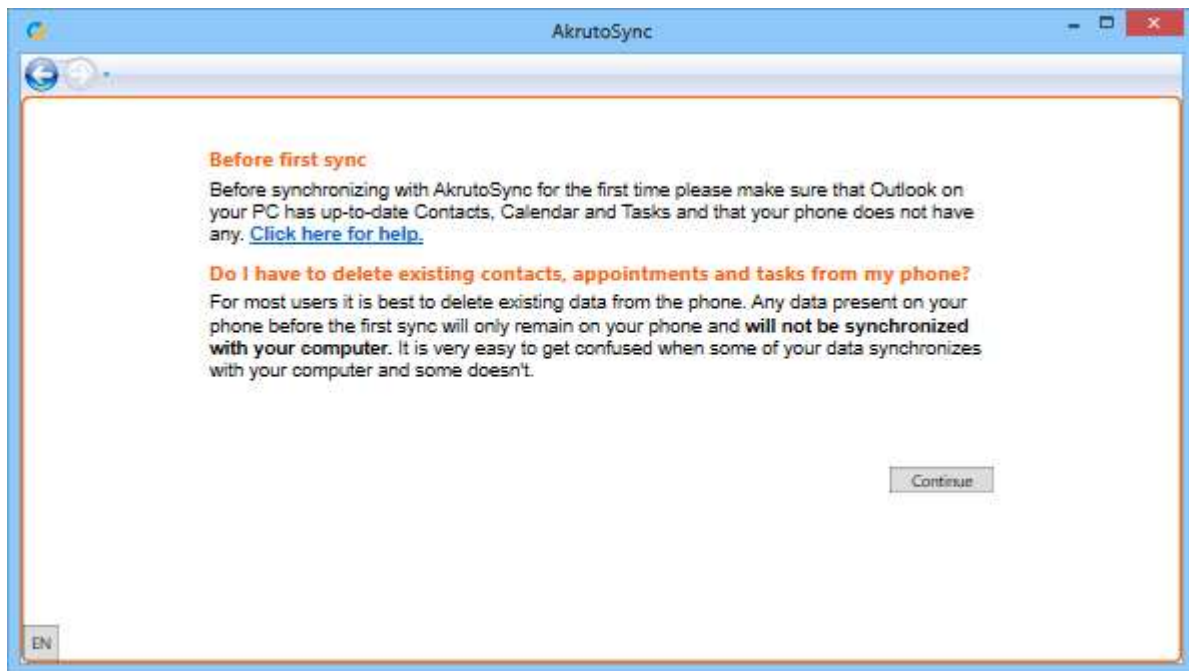 AkrutoSync
Before first sync
Before synchronizing with AkrutoSync for the first time please make sure that Outlook on
your PC has up-to-date Contacts, Calendar and Tasks and that your phone does not have
any. Click here for help.
Do I have to delete existing contacts, appointments and tasks from my phone?
For most users it is best to delete existing data from the phone. Any data present on your
phone before the first sync will only remain on your phone and will not be synchronized
with your computer. It is very easy to get confused when some of your data synchronizes
with your computer and some doesn't.
Continue
EN